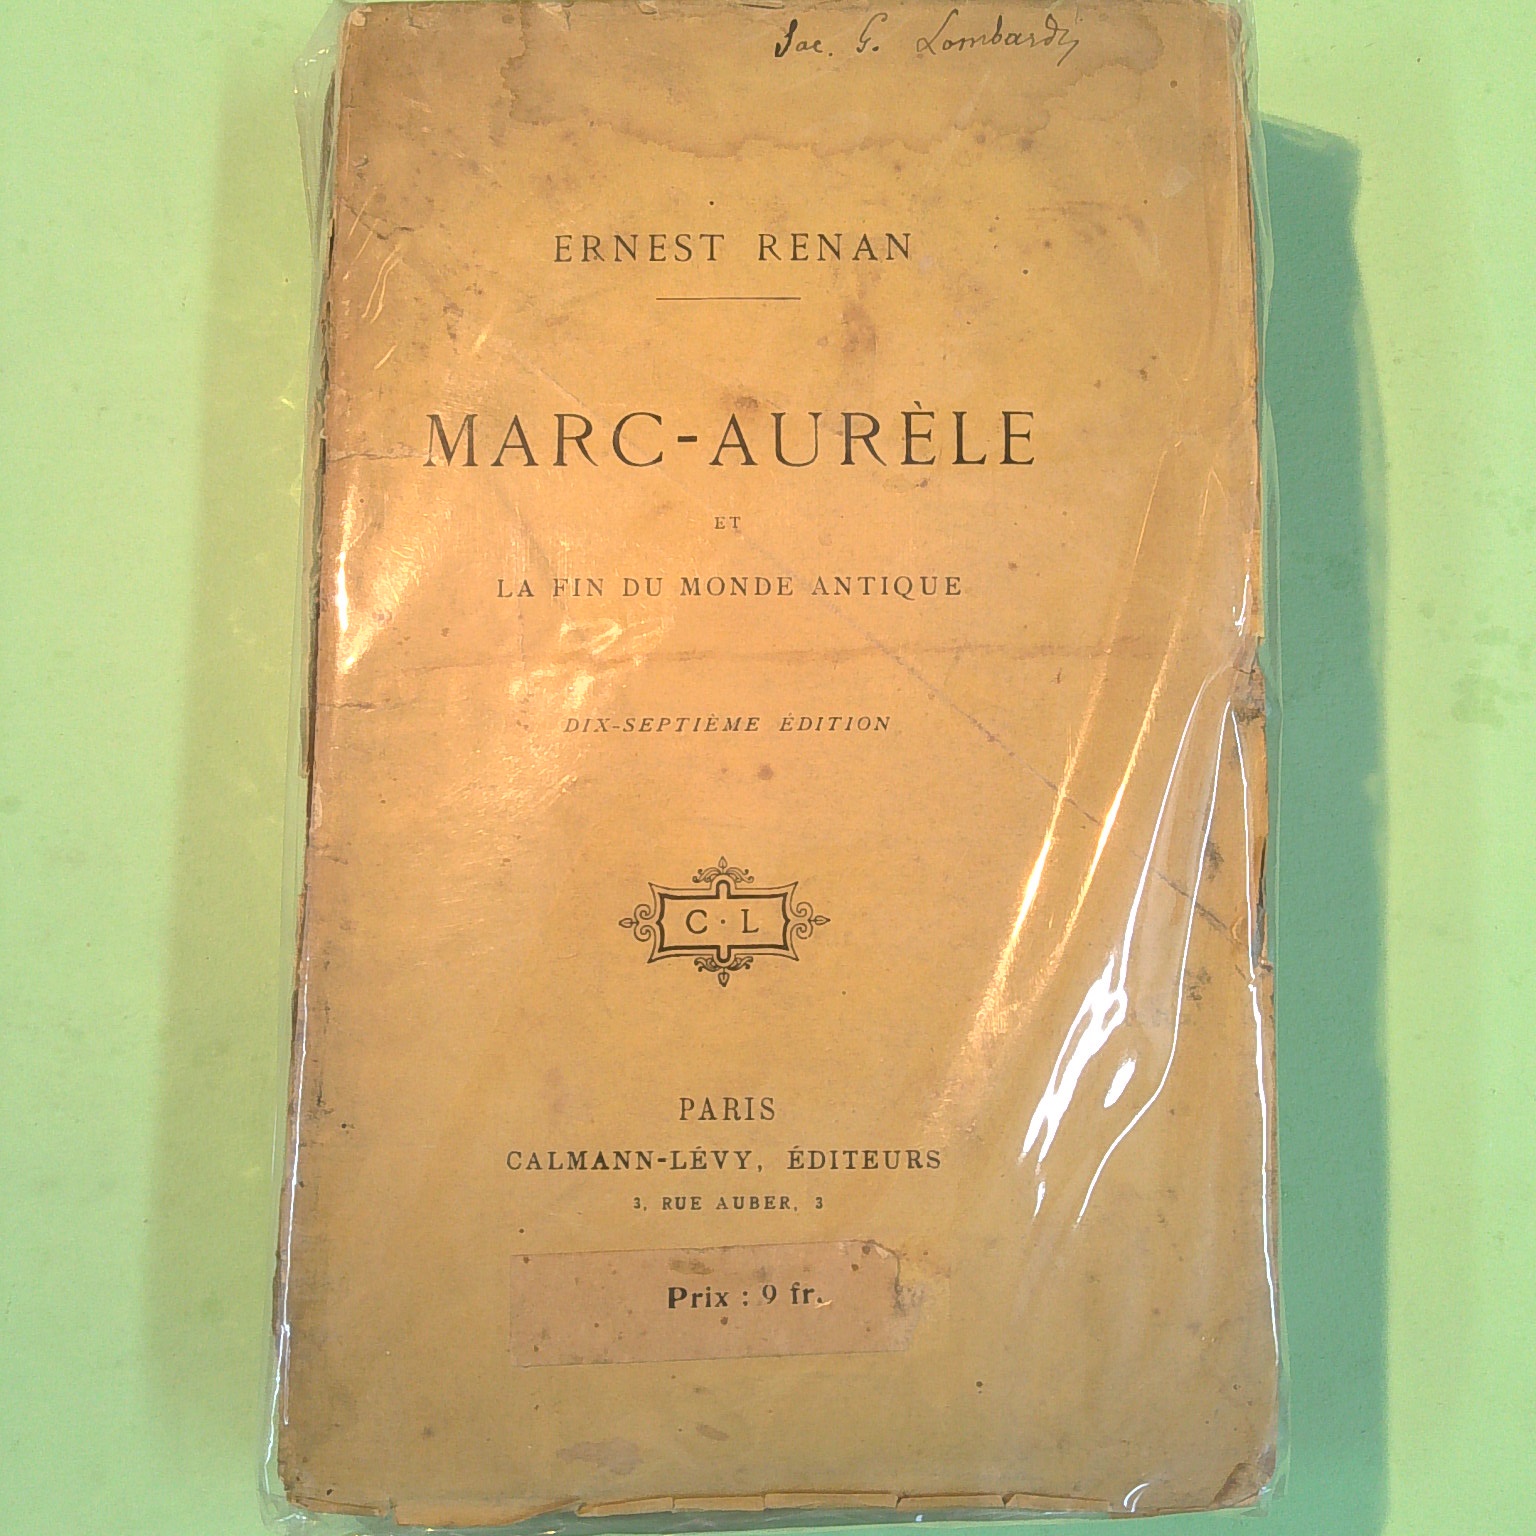 Sac. G. Lombardi
ERNEST RENAN
MARC-AURÈLE
ET
LA FIN DU MONDE ANTIQUE
DIX-SEPTIÈME ÉDITION
C·L
PARIS
CALMANN-LÉVY, ÉDITEURS
3, RUE AUBER, 3
Prix : 9 fr.